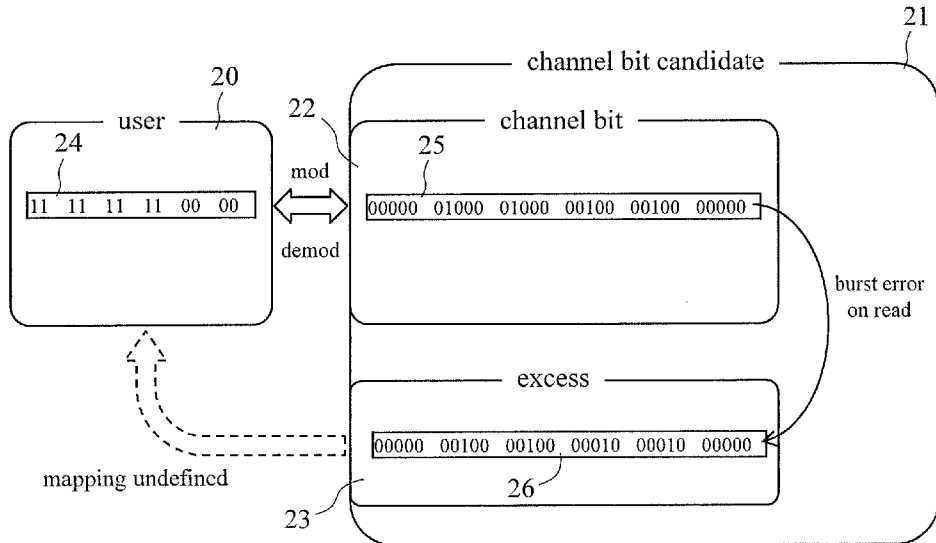 21
channel bit candidate
20
user
22
channel bit
24
25
11 11 11 11 00 00
mod
demod
00000 01000 01000 00100 00100 00000
burst error
on read
excess
00000 00100 00100 00010 00010 00000
mapping undefined
23
26